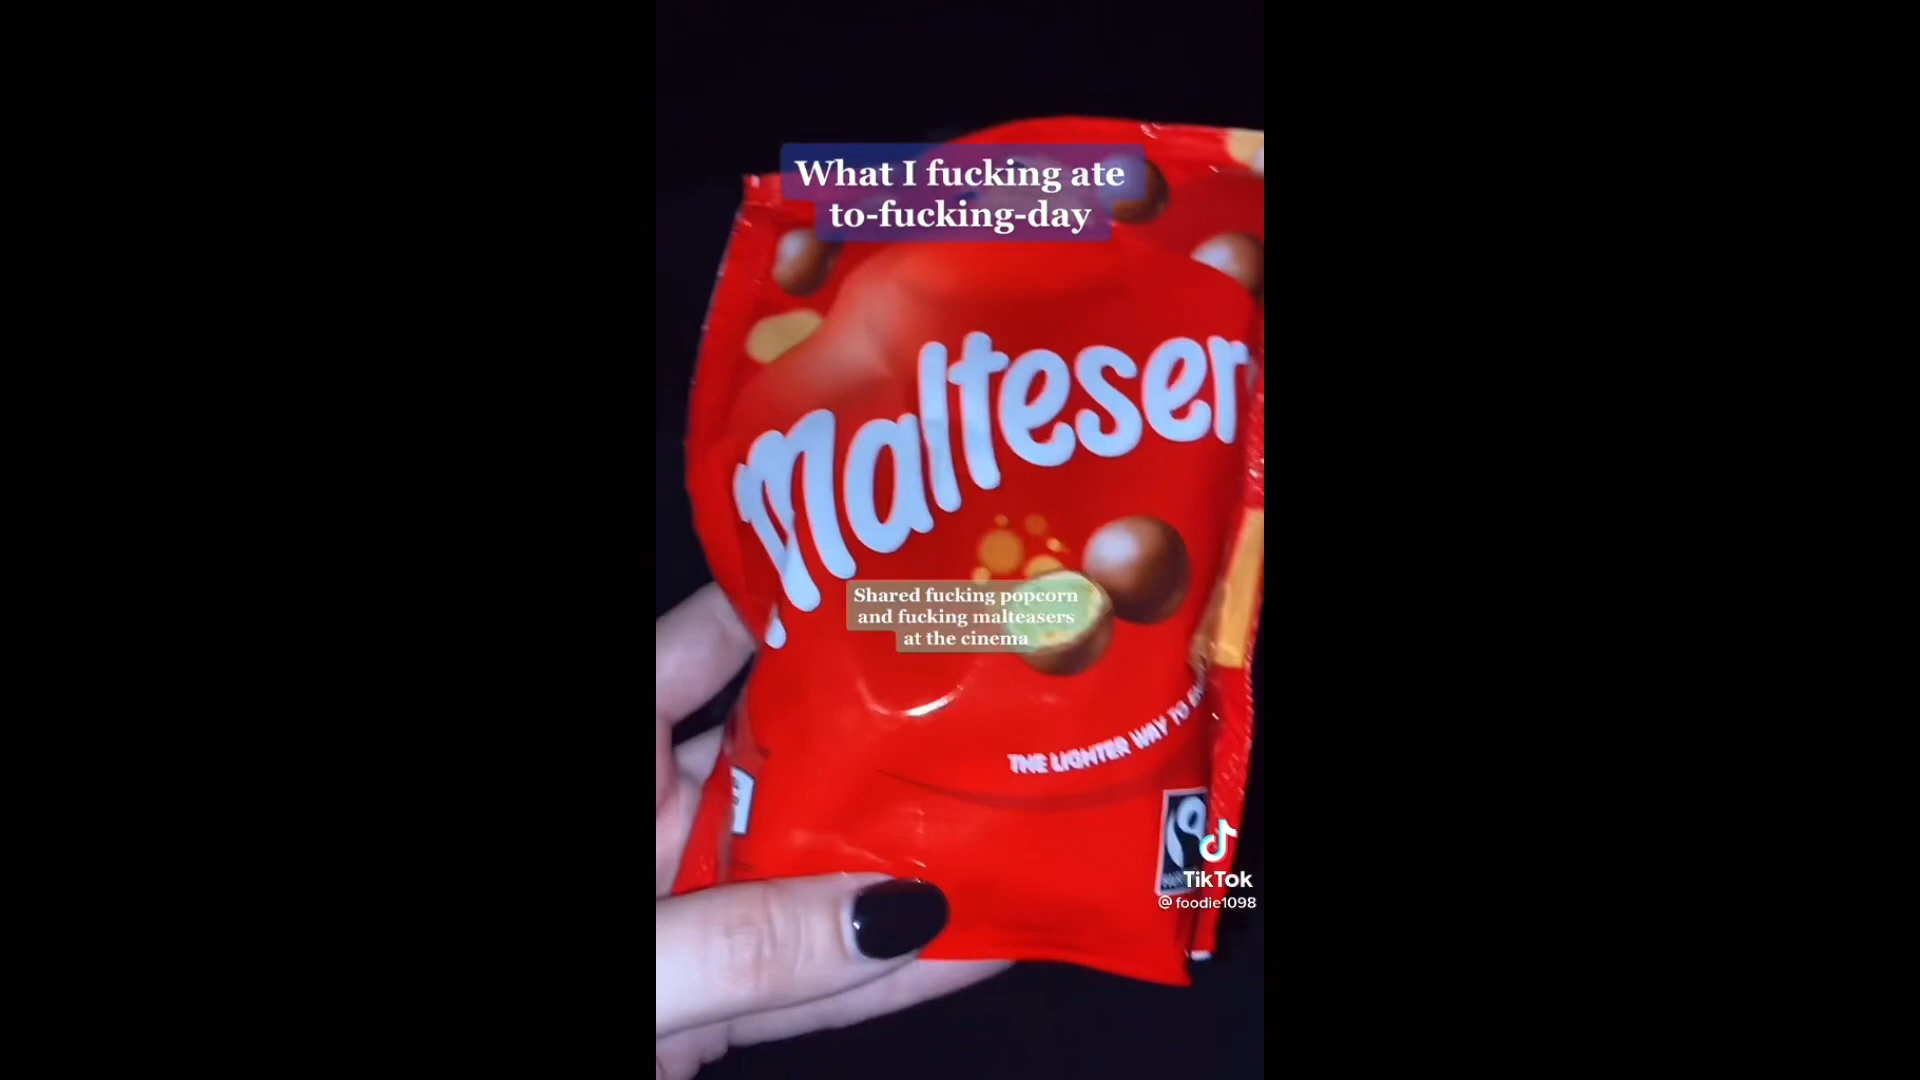 What I fucking ate
to-fucking-day
Malteser
Shared fucking popcorn
and fucking malteasers
at the cinema
THE LIGHTER WAY TO
TikTok
@foodie1098